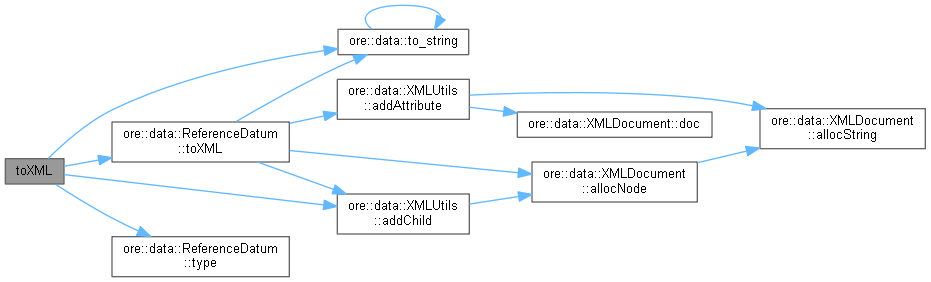 toXML
ore::data::ReferenceDatum
::toXML
ore::data::ReferenceDatum
::type
ore::data::to_string
ore::data::XMLUtils
::addAttribute
ore::data::XMLUtils
::addChild
ore::data::XMLDocument::doc
ore::data::XMLDocument
::allocNode
ore::data::XMLDocument
::allocString